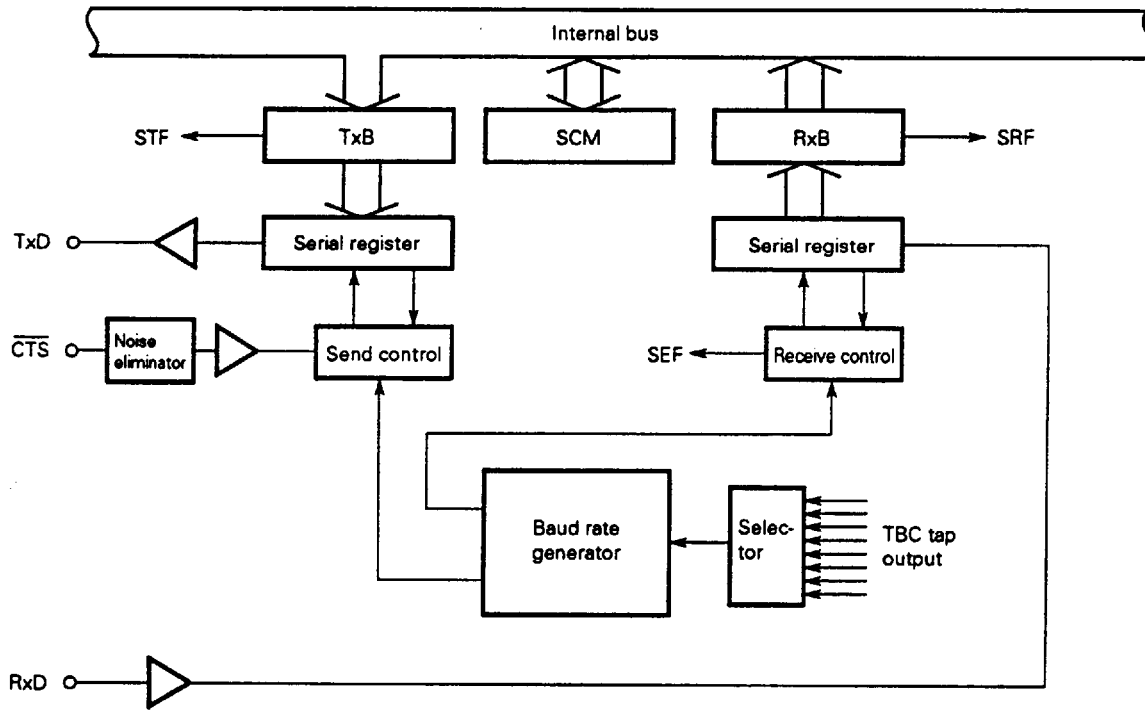 Internal bus
STF
TxB
SCM
RxB
SRF
TxD
Serial register
Serial register
CTS
Noise
eliminator
Send control
SEF
Receive control
Baud rate
generator
Selec-
tor
TBC tap
output
RxD